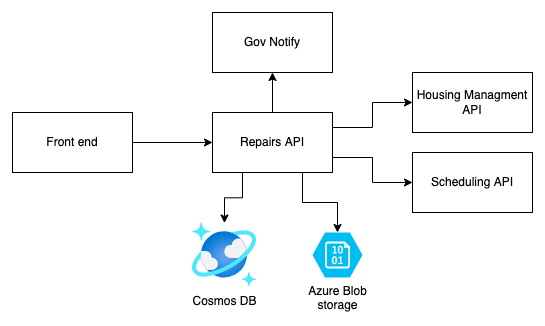 Gov Notify
Housing Managment
API
Front end
Repairs API
Scheduling API
10
01
Cosmos DB
Azure Blob
storage